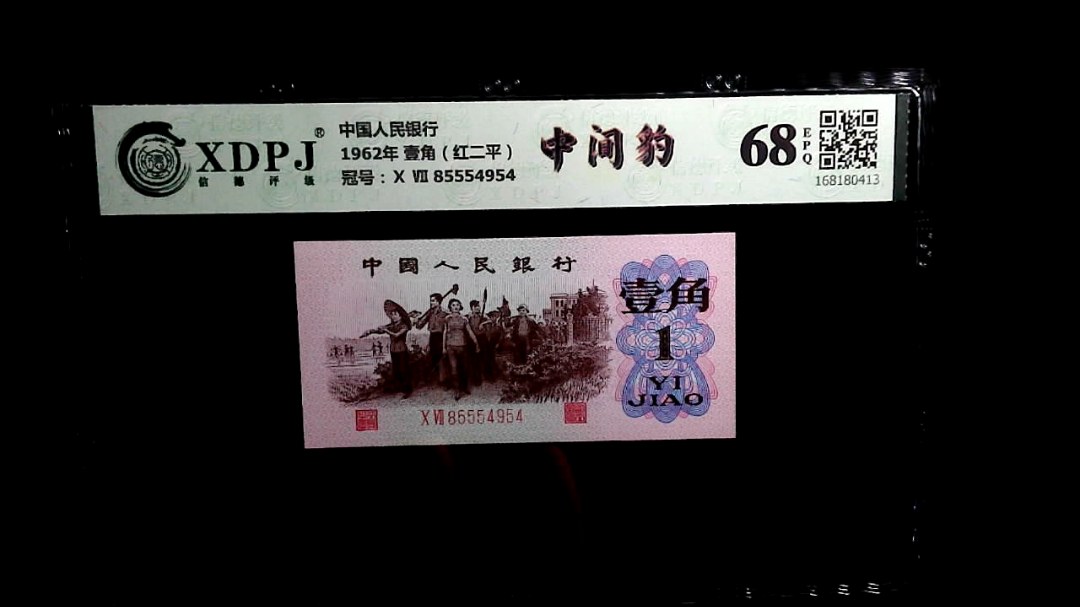 XDPJ®
信德评级
中国人民银行
1962年 壹角（红二平）
冠号：X Ⅶ 85554954
中间豹
68
EPQ
168180413
中國人民銀行
壹角
1
YI
JIAO
X Ⅶ 85554954